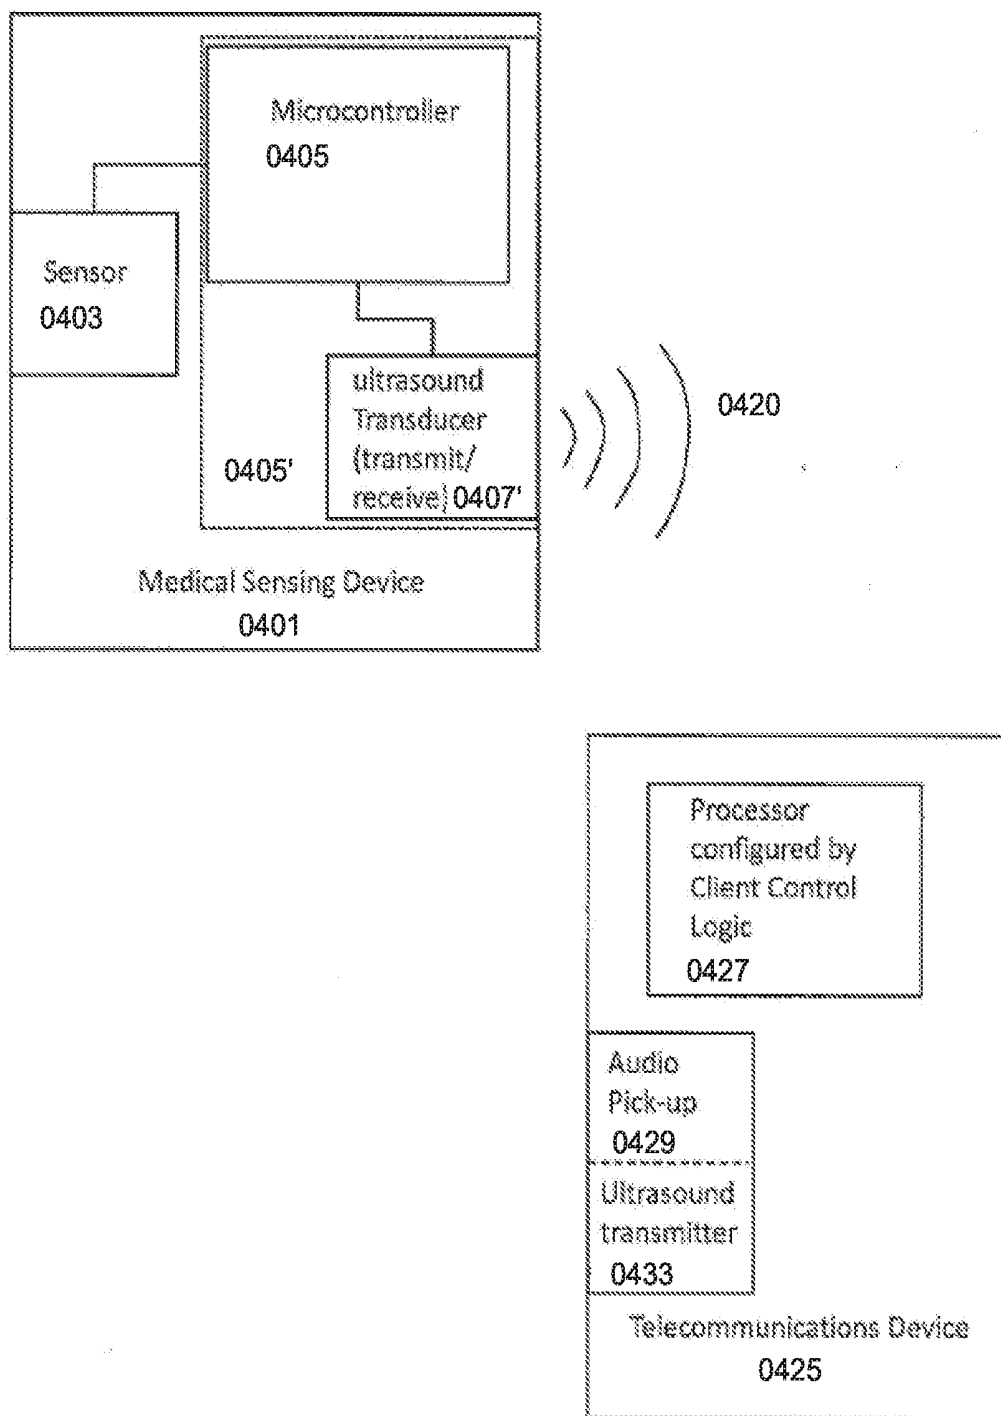 Microcontroller
0405
Sensor
0403
ultrasound
Transducer
(transmit/
receive) 0407'
0405'
0420
Medical Sensing Device
0401
Processor
configured by
Client Control
Logic
0427
Audio
Pick-up
0429
Ultrasound
transmitter
0433
Telecommunications Device
0425